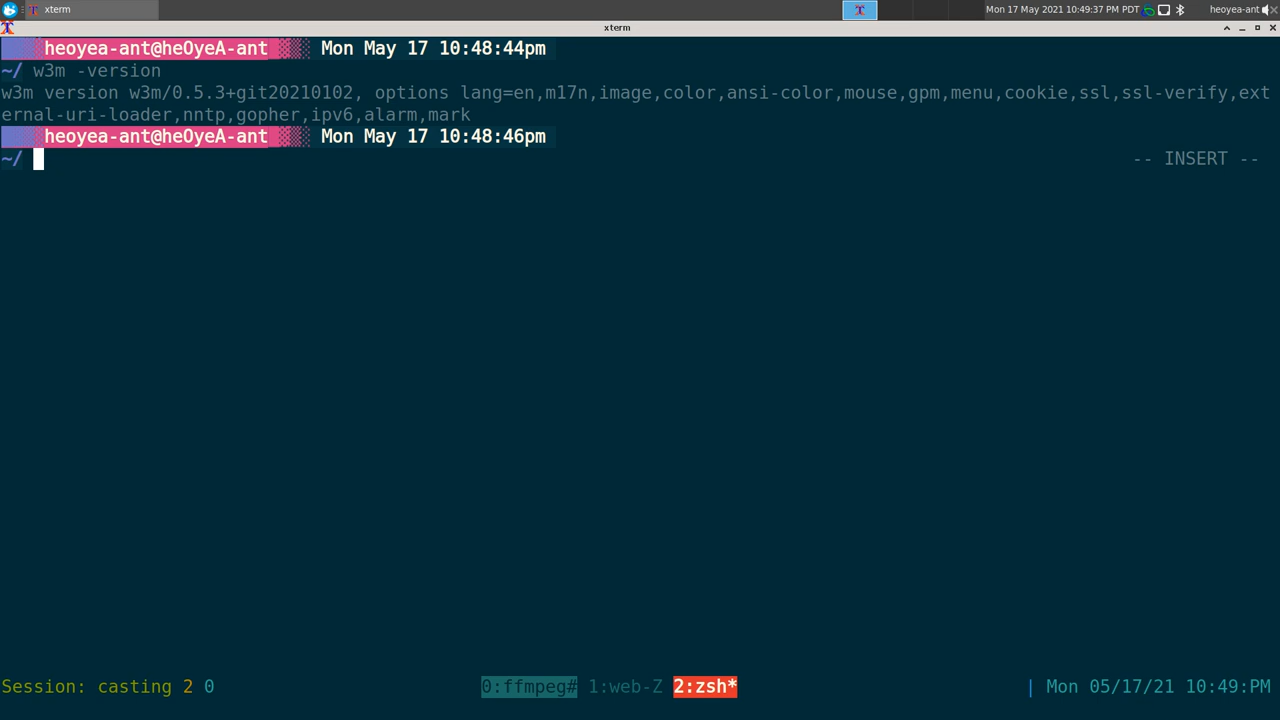 xterm
Mon 17 May 2021 10:49:37 PM PDT
heoyea-ant
xterm
heoyea-ant@heOyeA-ant Mon May 17 10:48:44pm
~/ w3m -version
w3m version w3m/0.5.3+git20210102, options lang=en,m17n,image,color,ansi-color,mouse,gpm,menu,cookie,ssl,ssl-verify,ext
ernal-uri-loader,nntp,gopher,ipv6,alarm,mark
heoyea-ant@heOyeA-ant Mon May 17 10:48:46pm
~/ -- INSERT --
Session: casting 2 0 0:ffmpeg# 1:web-Z 2:zsh* | Mon 05/17/21 10:49:PM